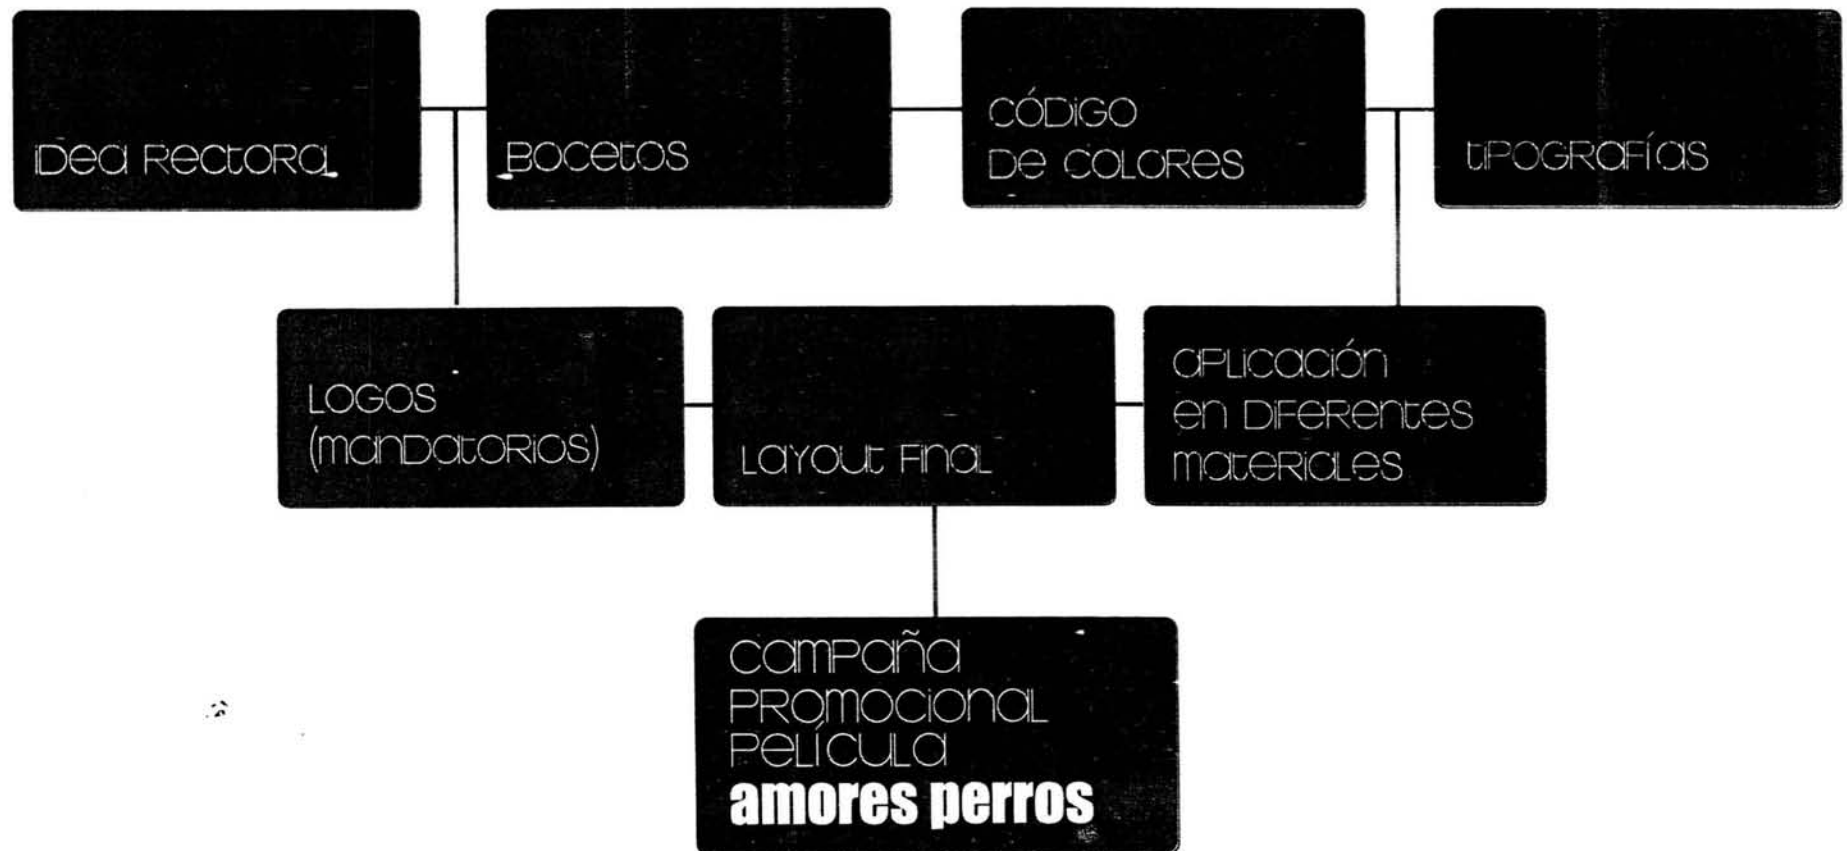 idea rectora
bocetos
código
de colores
tipografías
logos
(mandatorios)
layout final
aplicación
en diferentes
materiales
campaña
promocional
película
amores perros